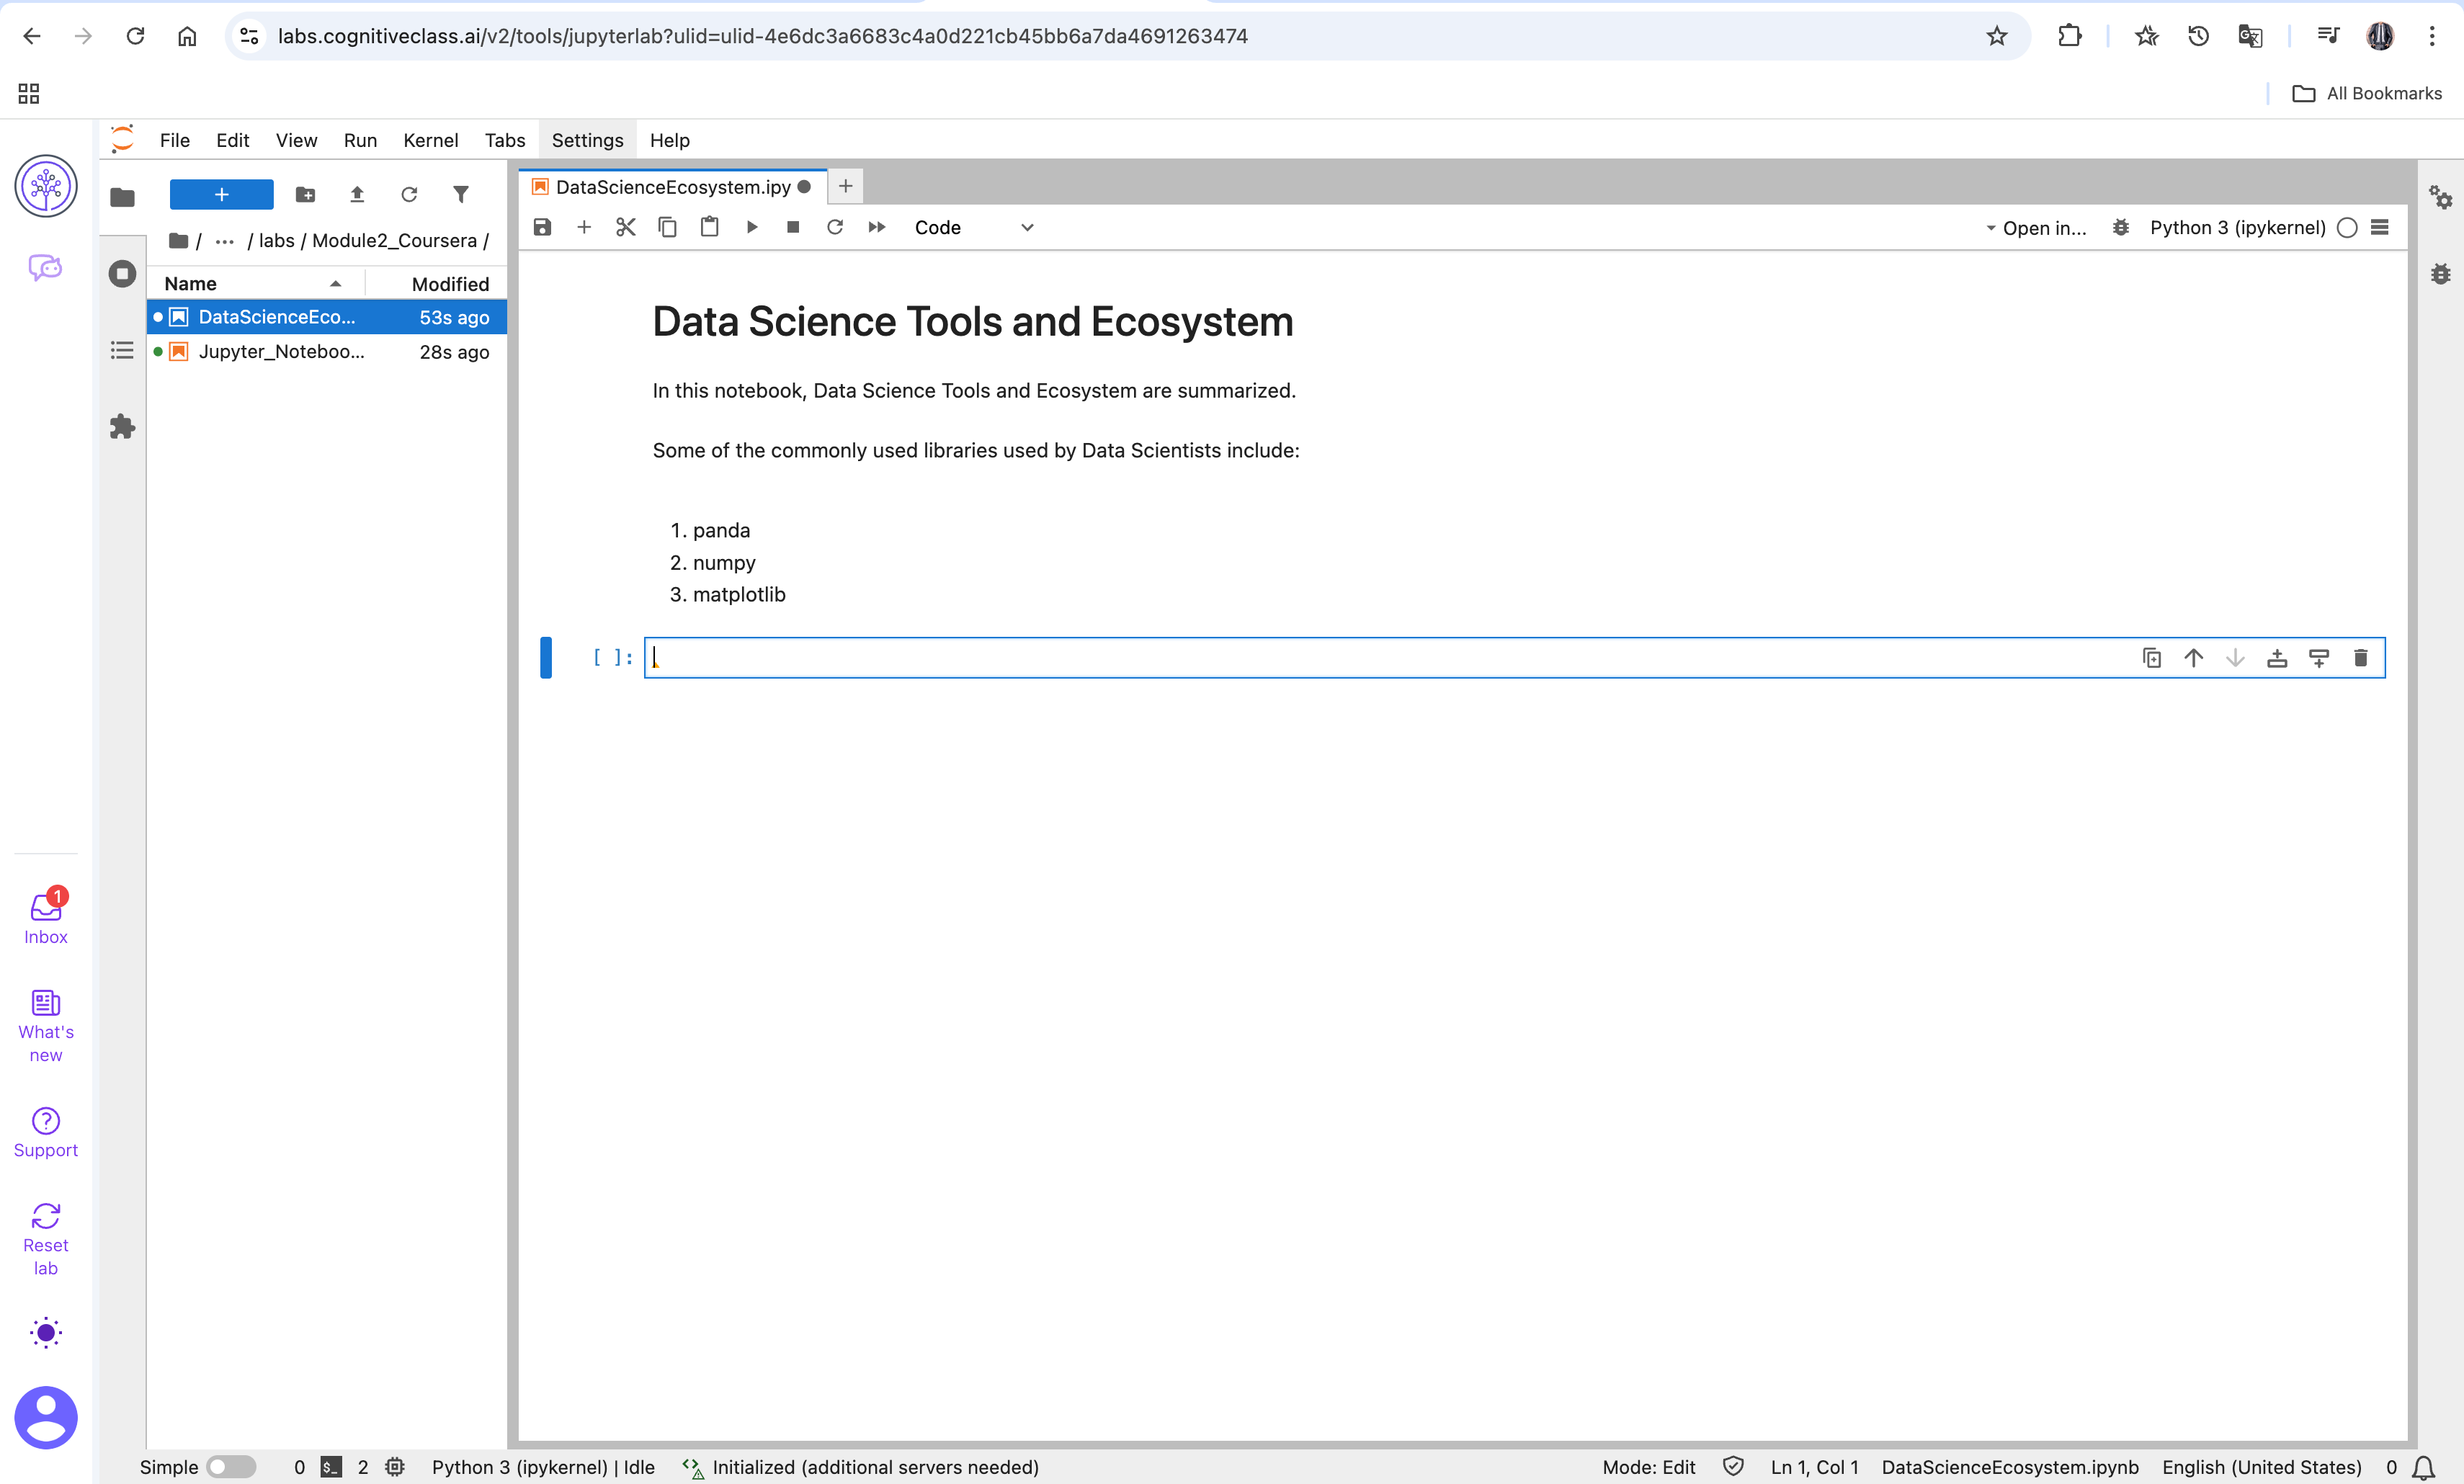 labs.cognitiveclass.ai/v2/tools/jupyterlab?ulid=ulid-4e6dc3a6683c4a0d221cb45bb6a7da4691263474
All Bookmarks
File Edit View Run Kernel Tabs Settings Help
DataScienceEcosystem.ipy
Code
Open in...
Python 3 (ipykernel)
/ ... / labs / Module2_Coursera /
Name Modified
DataScienceEco... 53s ago
Jupyter_Noteboo... 28s ago
Data Science Tools and Ecosystem
In this notebook, Data Science Tools and Ecosystem are summarized.
Some of the commonly used libraries used by Data Scientists include:
1. panda
2. numpy
3. matplotlib
[ ]:
1
Inbox
What's
new
Support
Reset
lab
Simple 0 $_ 2 Python 3 (ipykernel) | Idle Initialized (additional servers needed) Mode: Edit Ln 1, Col 1 DataScienceEcosystem.ipynb English (United States) 0